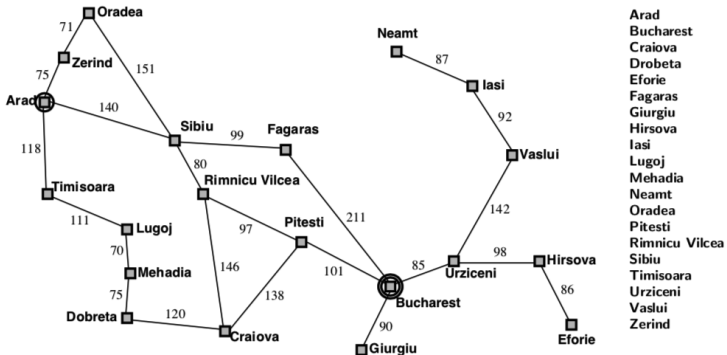 Oradea
71
Zerind
75
151
Arad
140
118
Sibiu
99
Fagaras
80
Timisoara
Rimnicu Vilcea
111
Lugoj
97
Pitesti
211
70
Mehadia
146
138
101
75
Dobreta
120
Craiova
Neamt
87
Iasi
92
Vaslui
142
85
98
Hirsova
Urziceni
86
Bucharest
90
Giurgiu
Eforie
Arad
Bucharest
Craiova
Drobeta
Eforie
Fagaras
Giurgiu
Hirsova
Iasi
Lugoj
Mehadia
Neamt
Oradea
Pitesti
Rimnicu Vilcea
Sibiu
Timisoara
Urziceni
Vaslui
Zerind